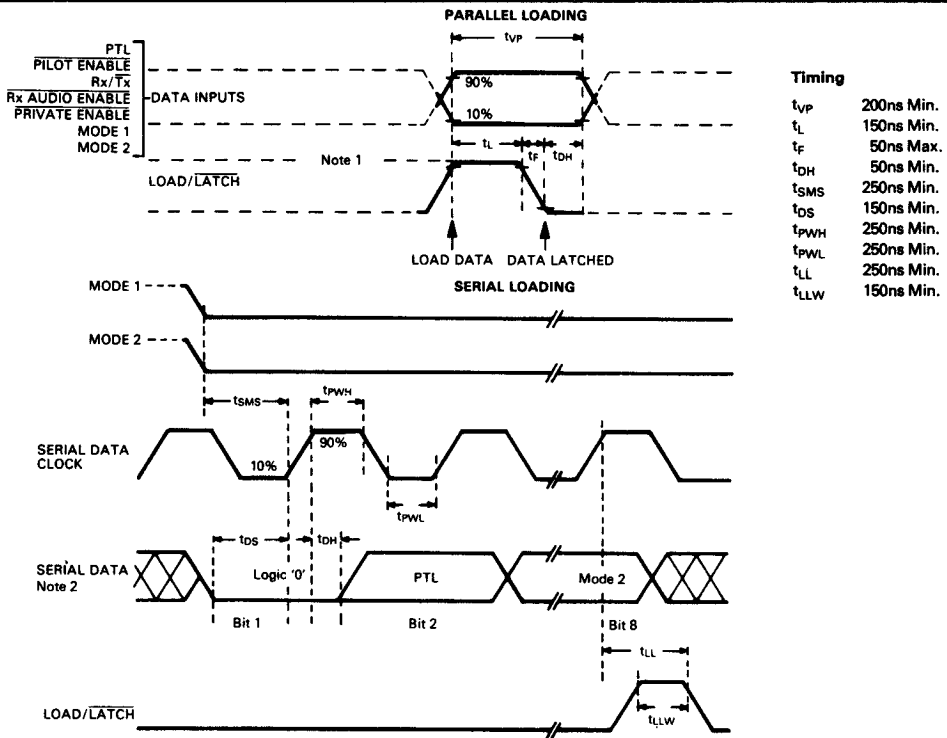 PARALLEL LOADING
tVP
PTL
PILOT ENABLE
Rx/Tx
Rx AUDIO ENABLE
PRIVATE ENABLE
MODE 1
MODE 2
DATA INPUTS
90%
10%
tL
tF
tDH
Note 1
LOAD/LATCH
LOAD DATA
DATA LATCHED
Timing
tVP 200ns Min.
tL 150ns Min.
tF 50ns Max.
tDH 50ns Min.
tSMS 250ns Min.
tDS 150ns Min.
tPWH 250ns Min.
tPWL 250ns Min.
tLL 250ns Min.
tLLW 150ns Min.
SERIAL LOADING
MODE 1
MODE 2
tSMS
tPWH
SERIAL DATA
CLOCK
10%
90%
tPWL
tDS
tDH
SERIAL DATA
Note 2
Logic '0'
PTL
Mode 2
Bit 1
Bit 2
Bit 8
tLL
LOAD/LATCH
tLLW